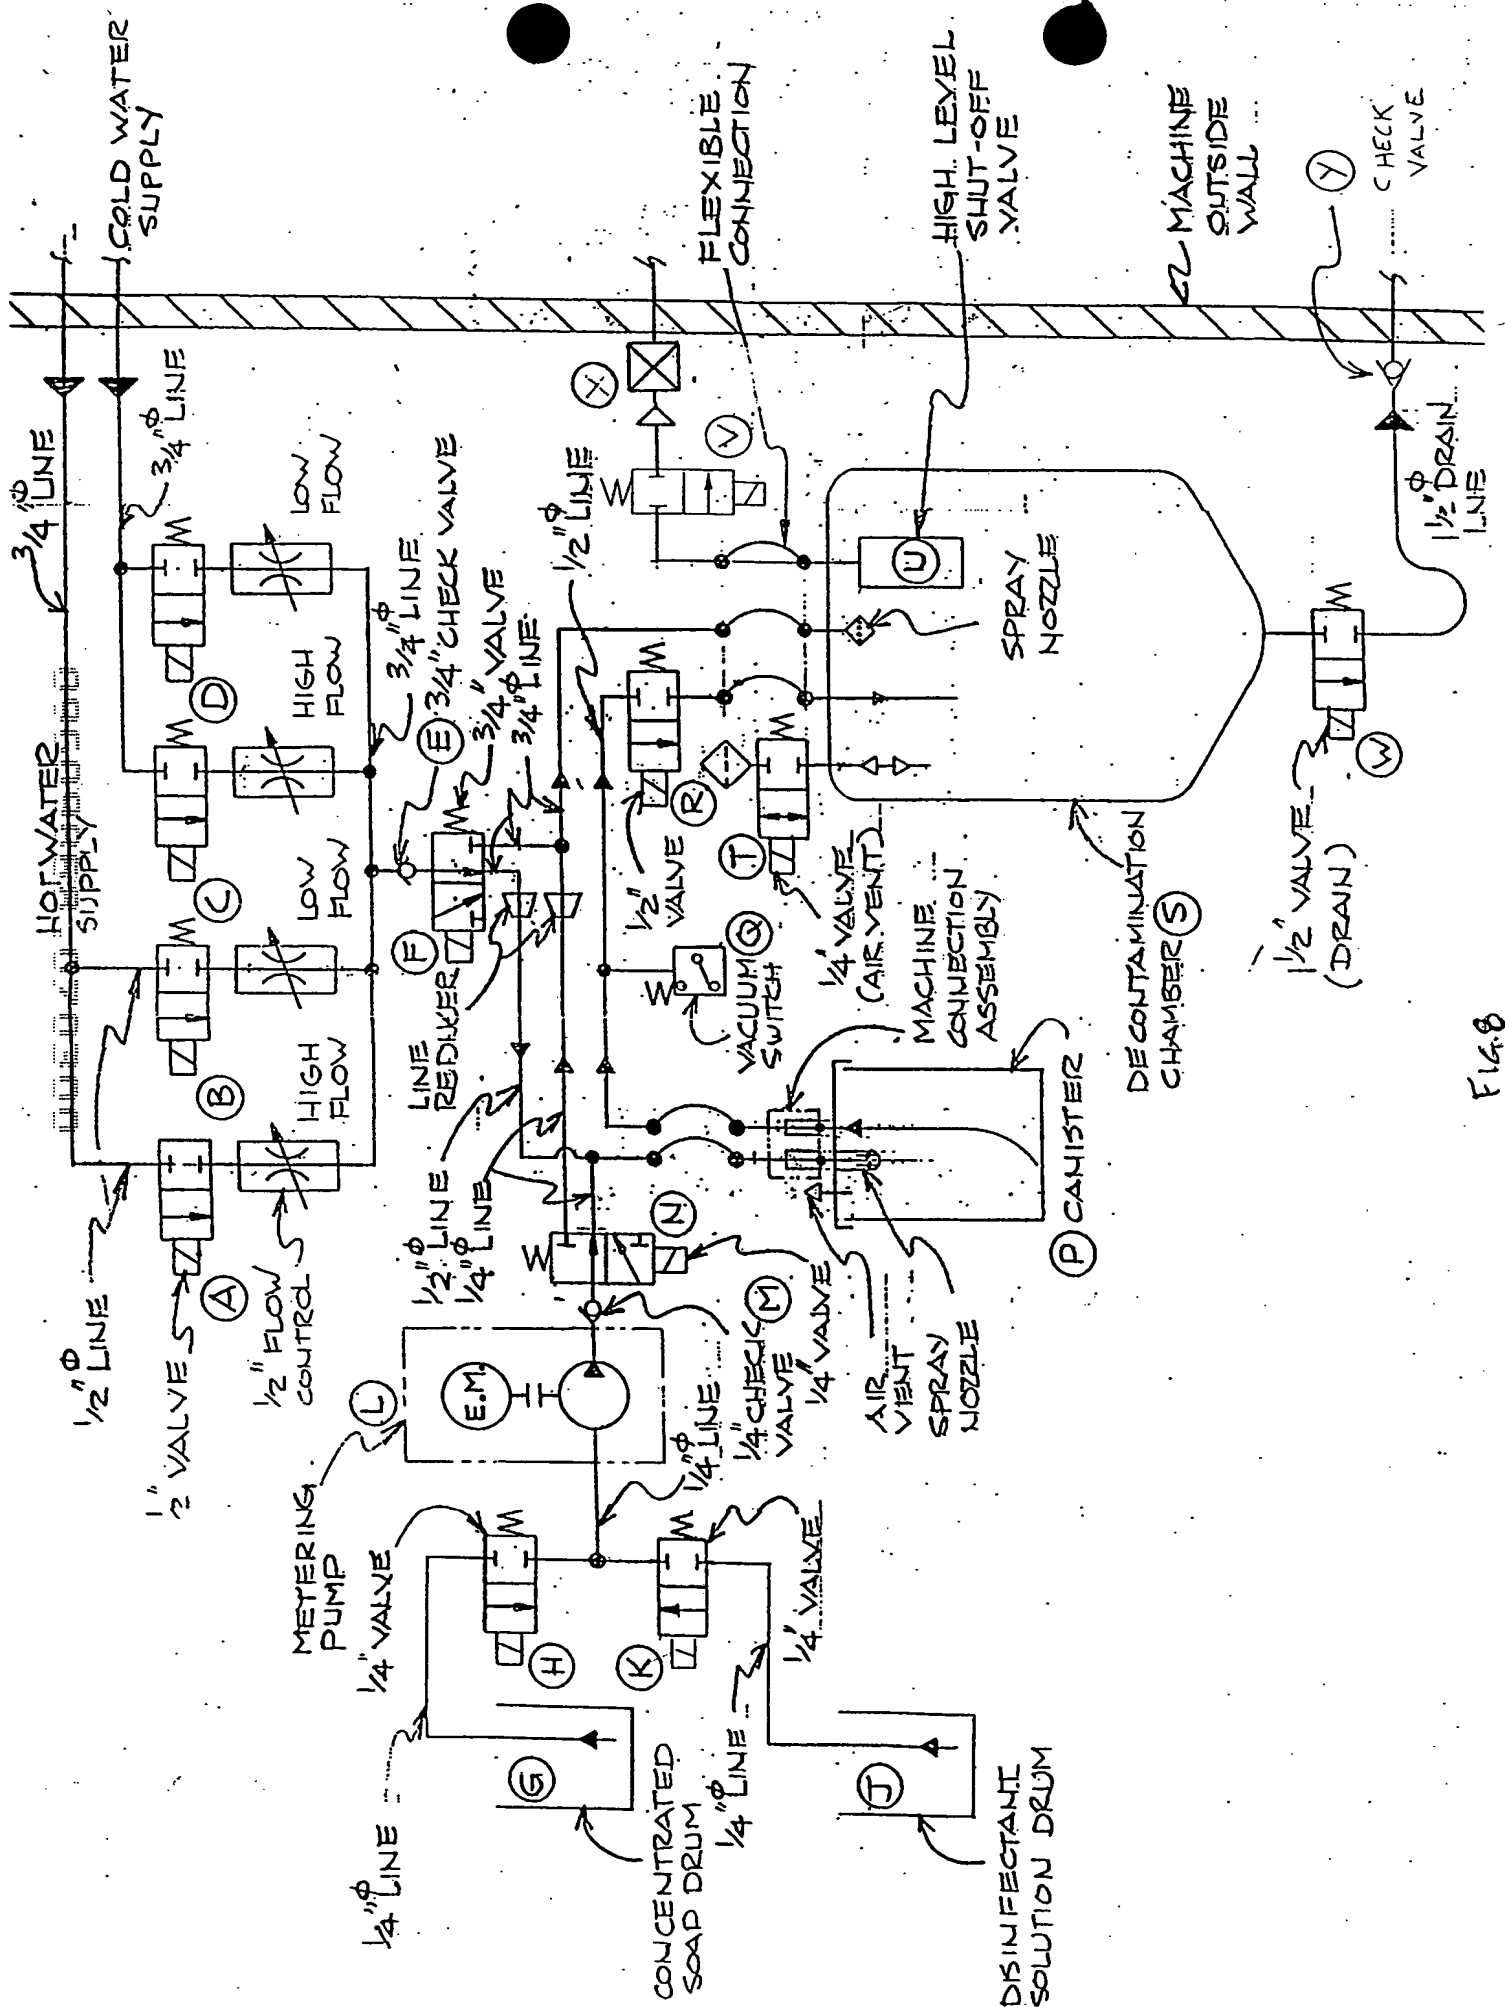 3/4"Φ LINE
HOT WATER
SUPPLY
COLD WATER
SUPPLY
3/4"Φ LINE
1/2"Φ LINE
1/2" VALVE
A
B
C
D
1/2" FLOW
CONTROL
HIGH
FLOW
LOW
FLOW
HIGH
FLOW
LOW
FLOW
3/4"Φ LINE
E 3/4" CHECK VALVE
3/4" VALVE
3/4"Φ LINE
F
LINE
REDUCER
1/2"Φ LINE
1/4"Φ LINE
1/2"Φ LINE
METERING
PUMP
L
E.M.
1/4" VALVE
H
K
1/4" VALVE
1/4"Φ LINE
1/4"Φ LINE
1/4"Φ LINE
G
CONCENTRATED
SOAP DRUM
J
DISINFECTANT
SOLUTION DRUM
1/4" CHECK
VALVE
M
1/4" VALVE
N
AIR
VENT
SPRAY
NOZZLE
P CANISTER
MACHINE
CONNECTION
ASSEMBLY
VACUUM
SWITCH
Q
1/2"
VALVE
R
T
1/4" VALVE
(AIR VENT)
DECONTAMINATION
CHAMBER S
SPRAY
NOZZLE
U
V
X
FLEXIBLE
CONNECTION
HIGH LEVEL
SHUT-OFF
VALVE
MACHINE
OUTSIDE
WALL
Y
CHECK
VALVE
1 1/2"Φ DRAIN
LINE
W
1 1/2" VALVE
(DRAIN)
FIG.8